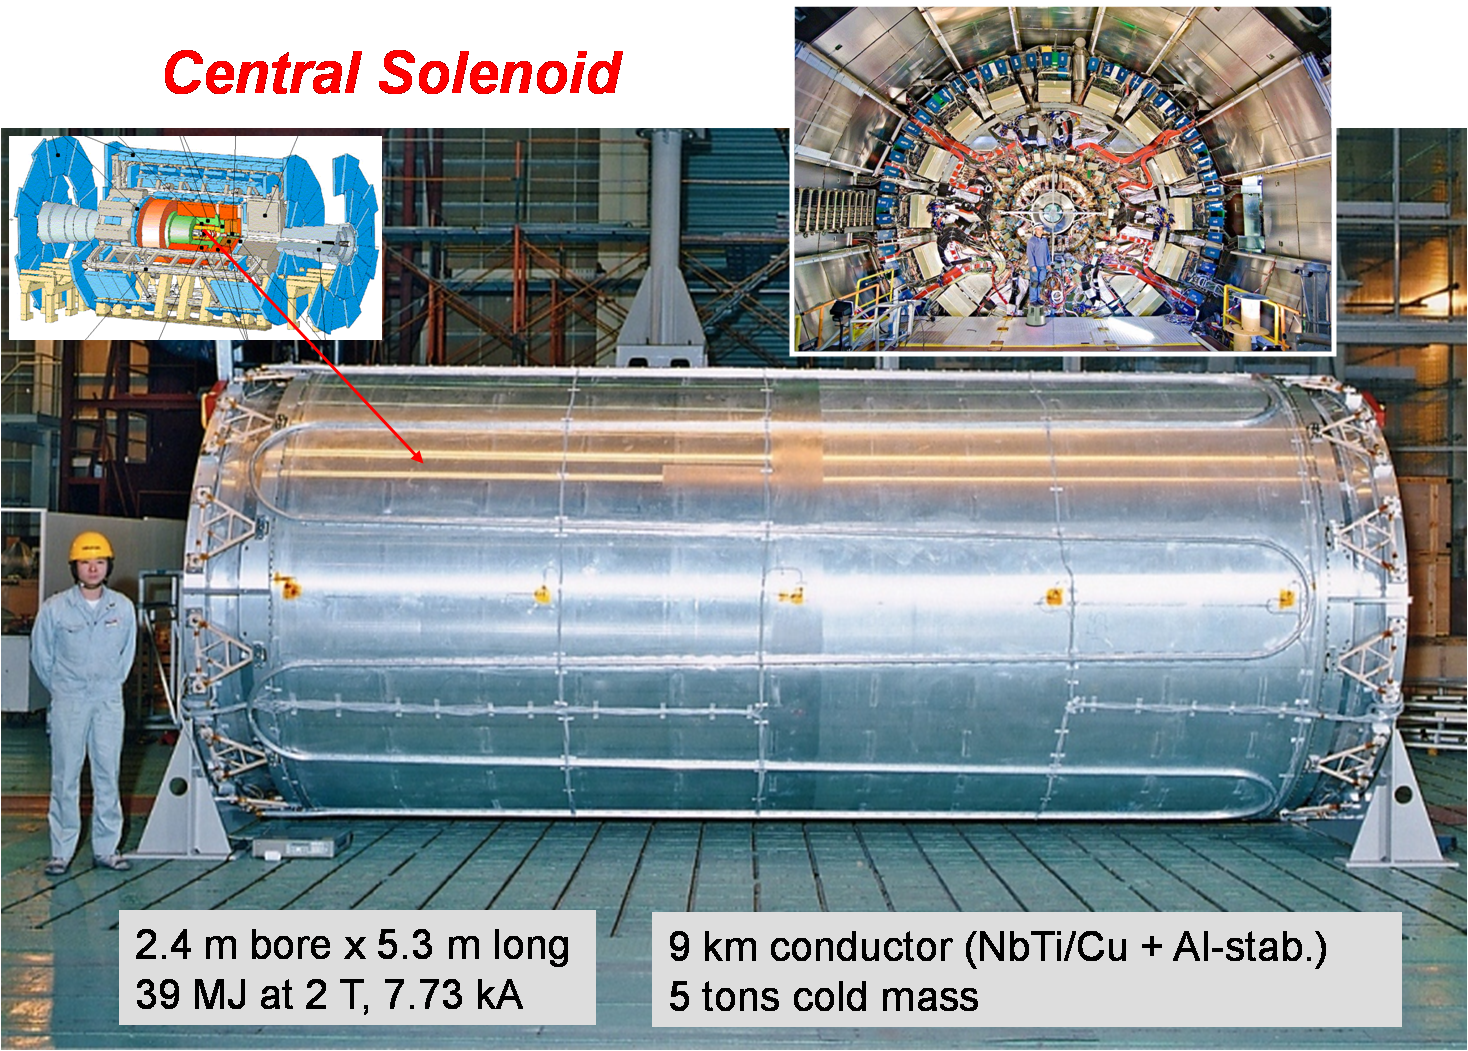 Central Solenoid
2.4 m bore x 5.3 m long
39 MJ at 2 T, 7.73 kA
9 km conductor (NbTi/Cu + Al-stab.)
5 tons cold mass